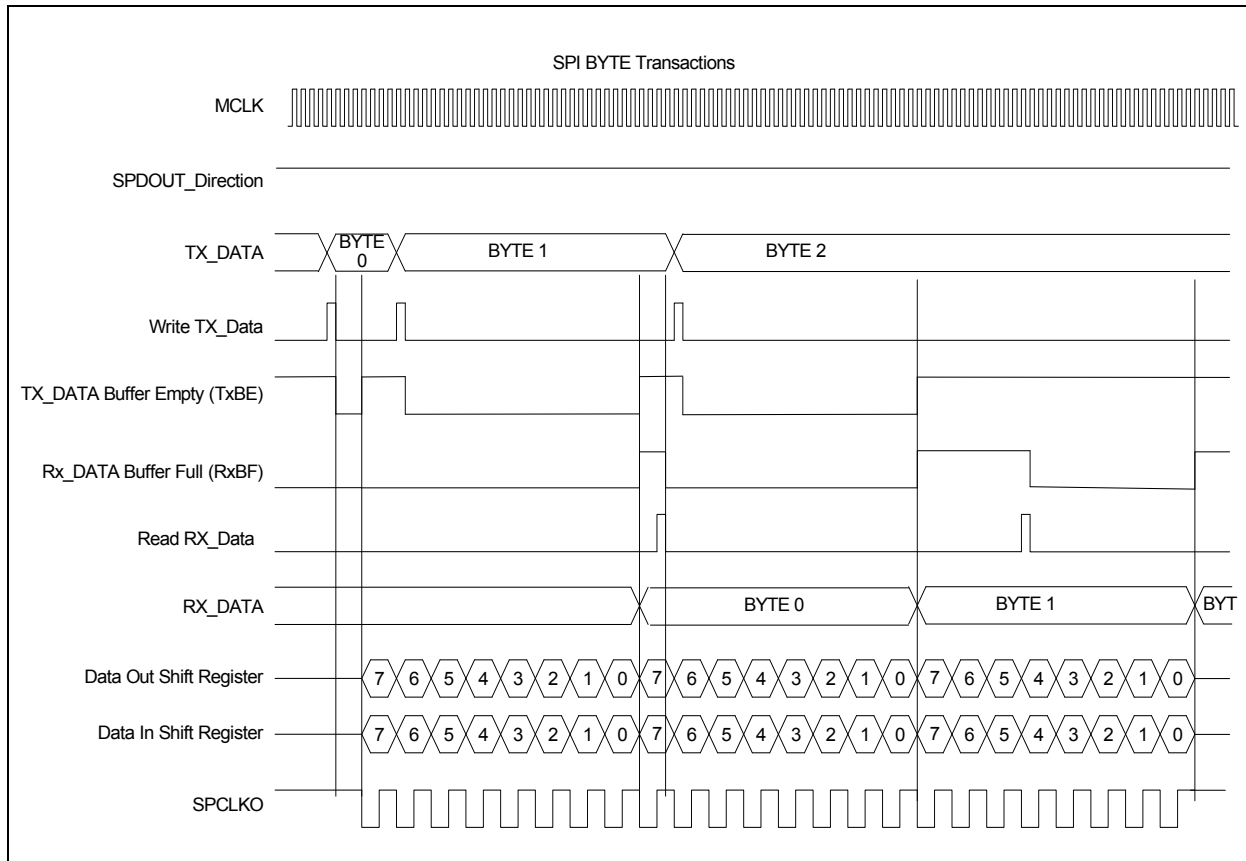 SPI BYTE Transactions
MCLK
SPDOUT_Direction
TX_DATA BYTE 0 BYTE 1 BYTE 2
Write TX_Data
TX_DATA Buffer Empty (TxBE)
Rx_DATA Buffer Full (RxBF)
Read RX_Data
RX_DATA BYTE 0 BYTE 1 BYT
Data Out Shift Register 7 6 5 4 3 2 1 0 7 6 5 4 3 2 1 0 7 6 5 4 3 2 1 0
Data In Shift Register 7 6 5 4 3 2 1 0 7 6 5 4 3 2 1 0 7 6 5 4 3 2 1 0
SPCLKO